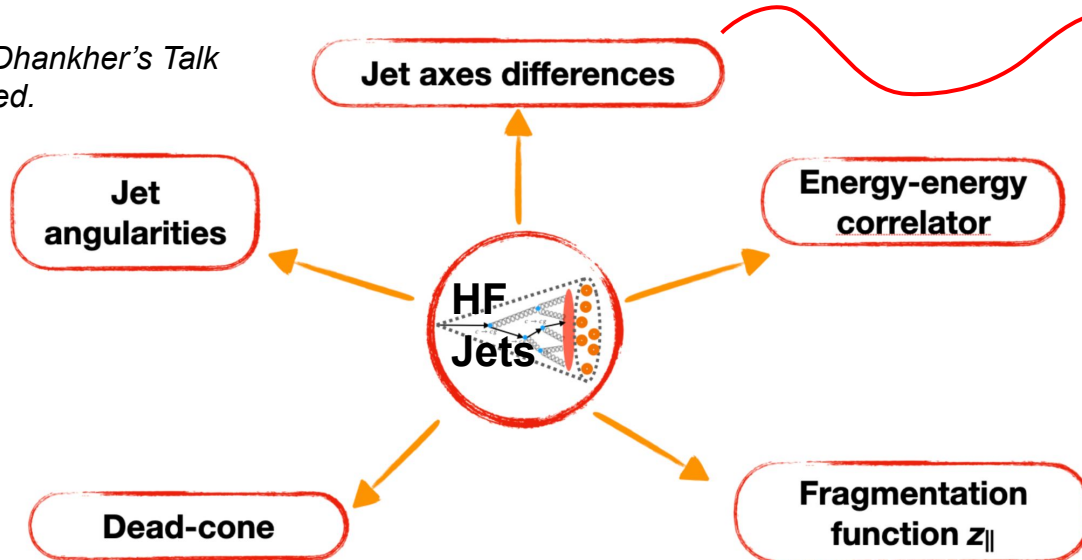 Dhankher's Talk
ed.
Jet axes differences
Jet
angularities
Energy-energy
correlator
HF
Jets
Dead-cone
Fragmentation
function z∥